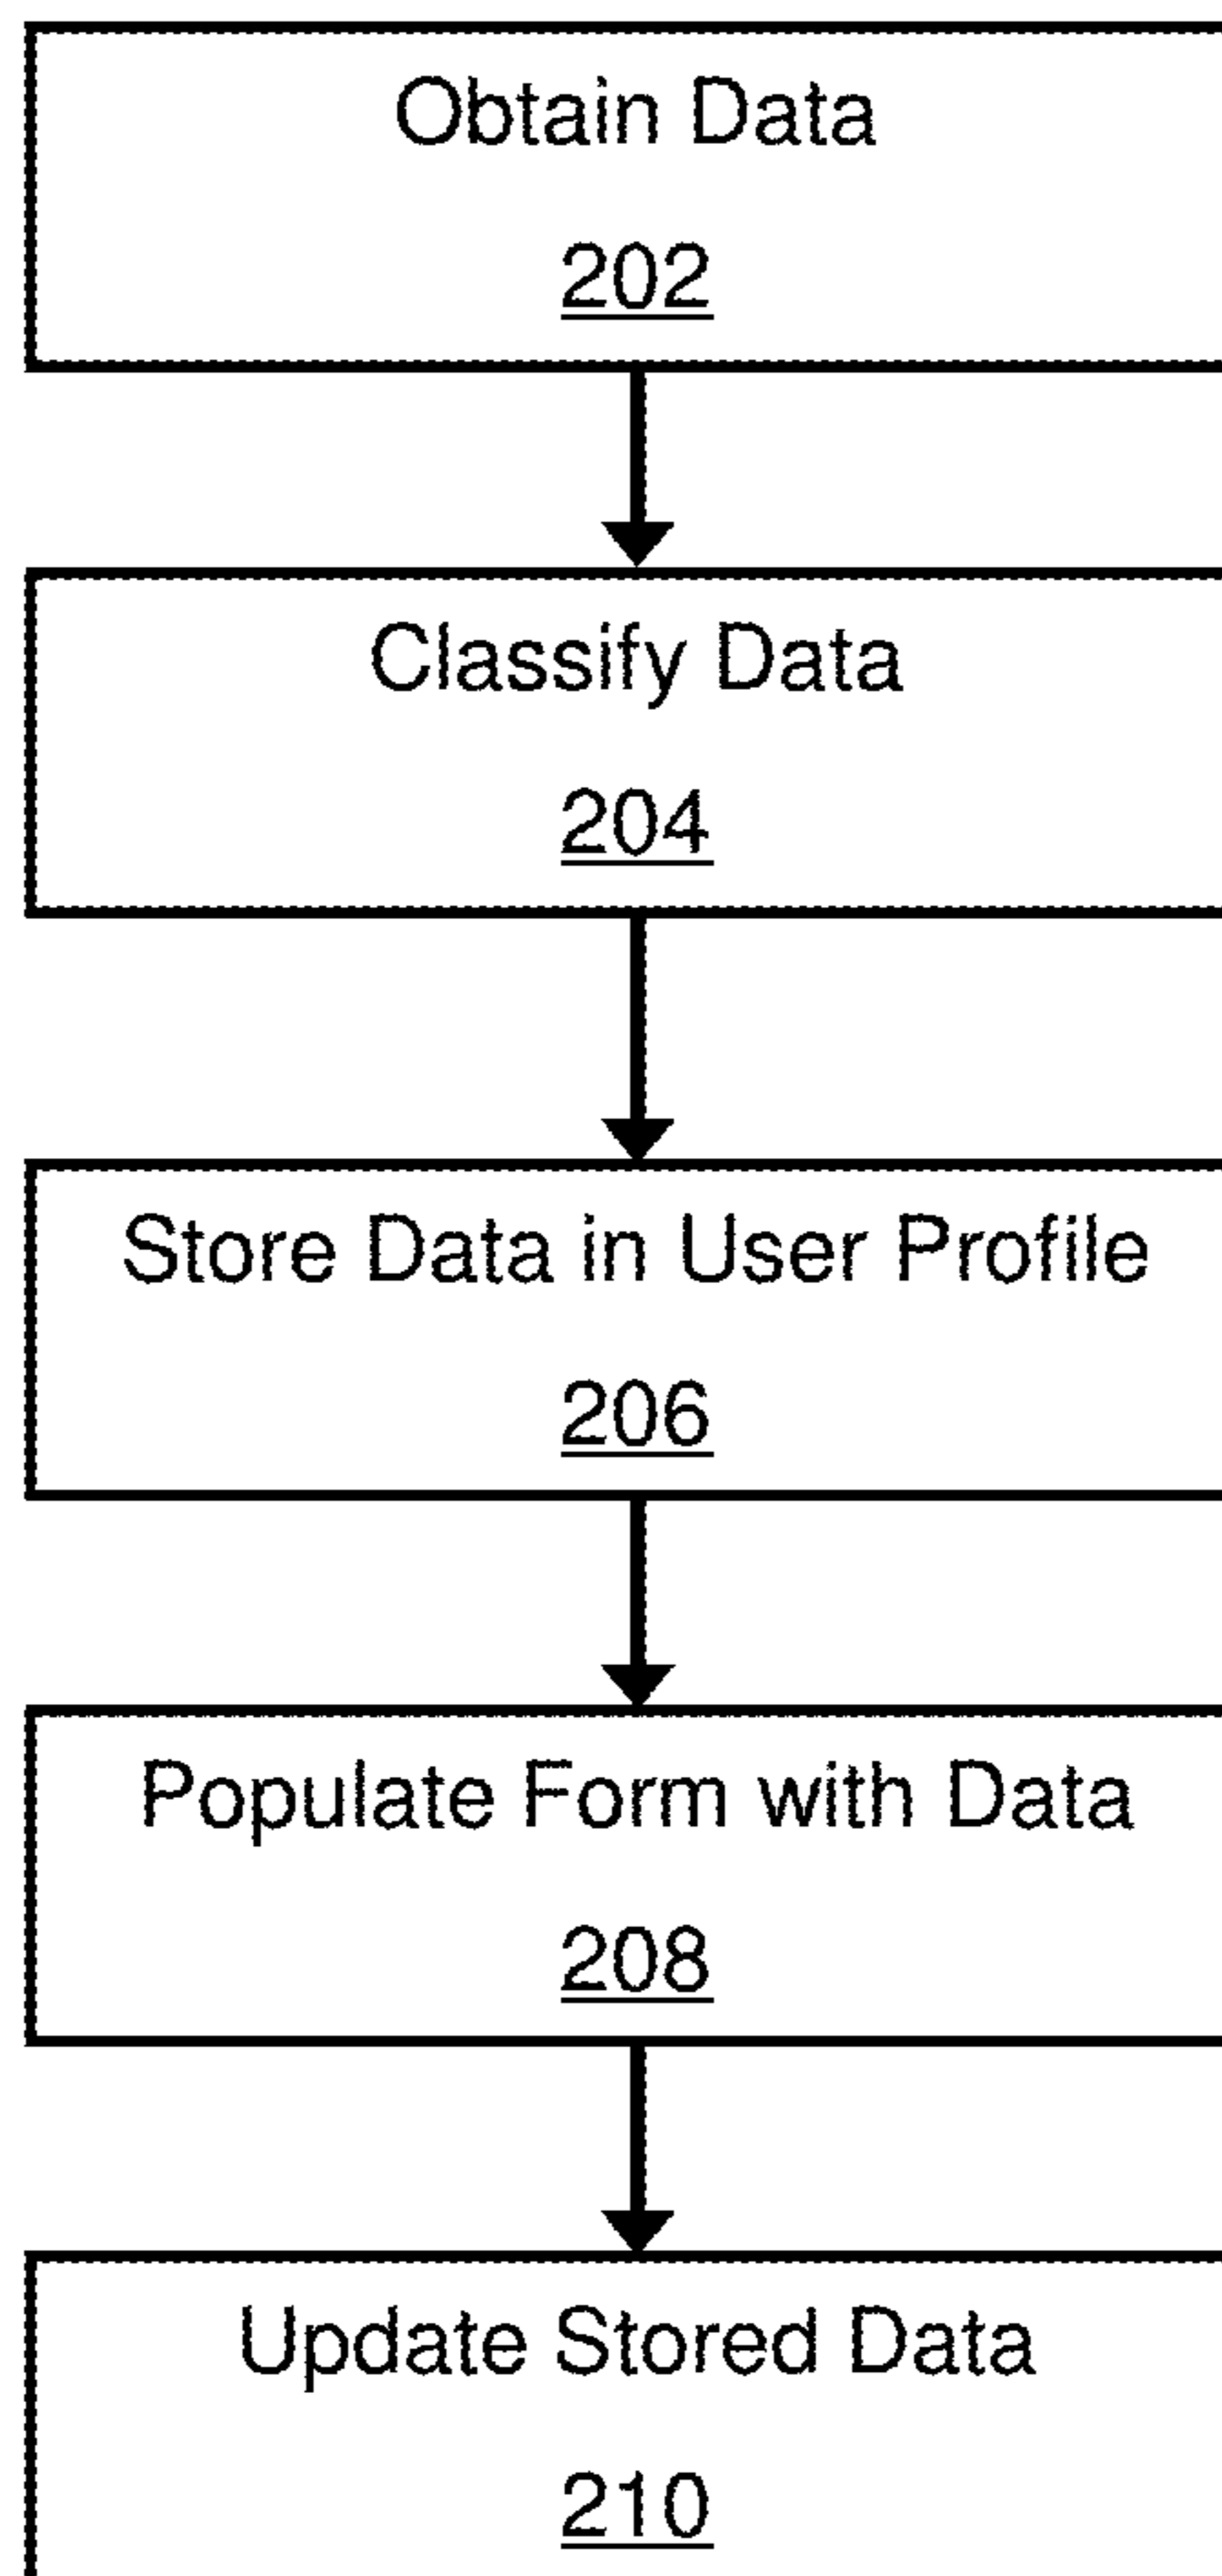 Obtain Data
202
Classify Data
204
Store Data in User Profile
206
Populate Form with Data
208
Update Stored Data
210